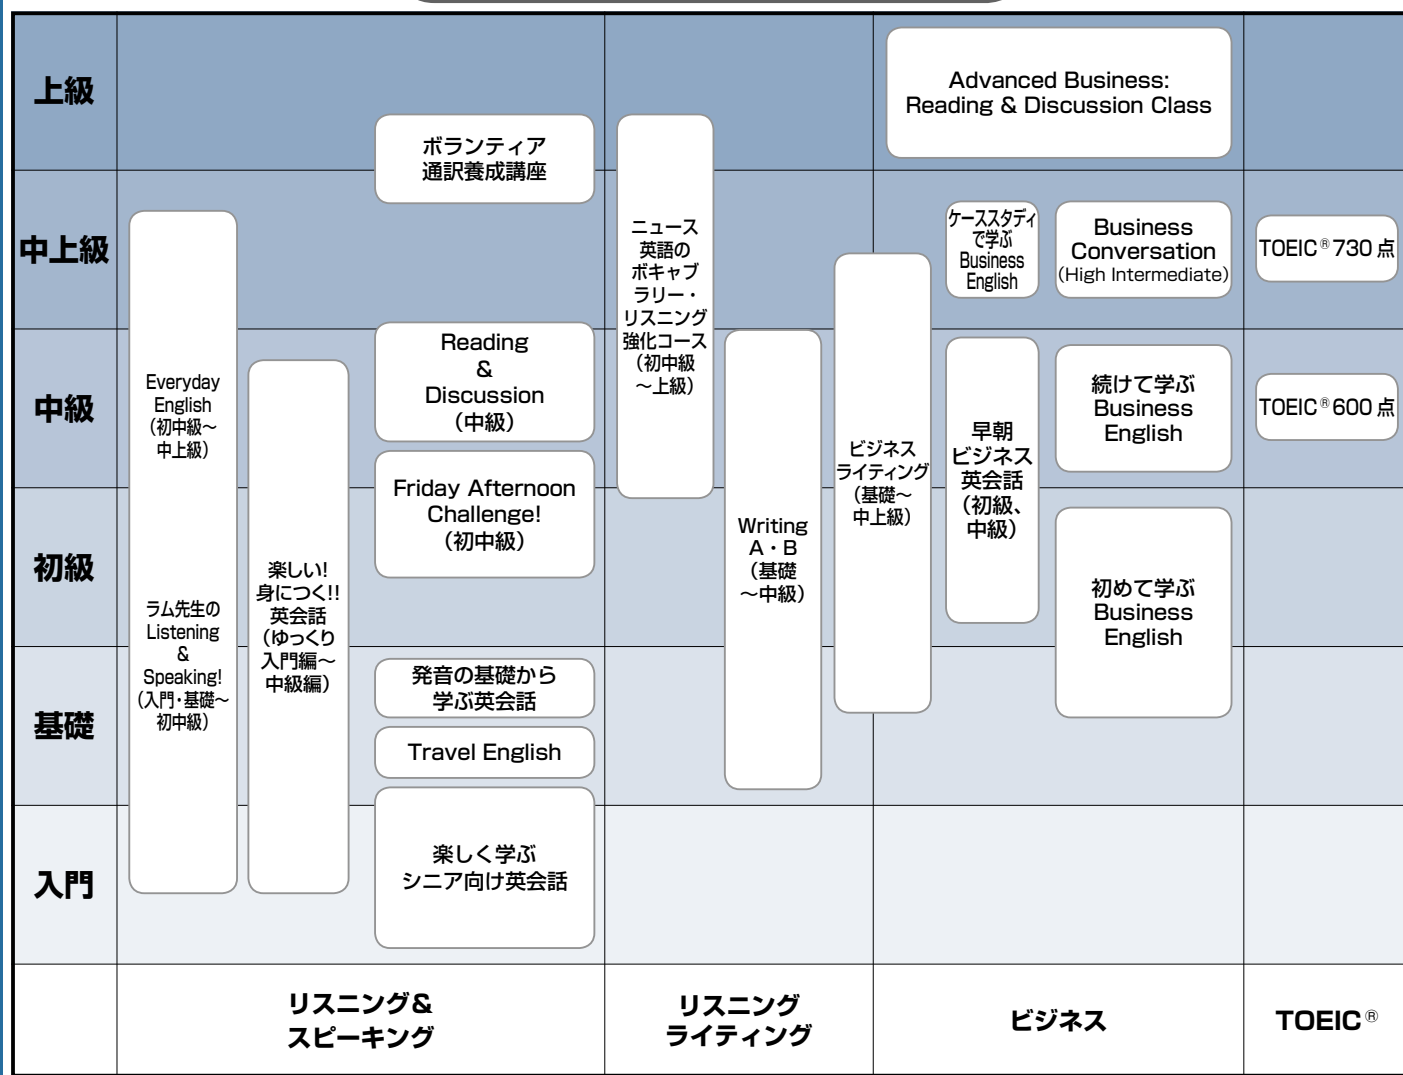 上級
Advanced Business:
Reading & Discussion Class
ボランティア
通訳養成講座
中上級
ニュース
英語の
ボキャブ
ラリー・
リスニング
強化コース
(初中級
〜上級)
ケーススタディ
で学ぶ
Business
English
Business
Conversation
(High Intermediate)
TOEIC® 730 点
中級
Everyday
English
(初中級〜
中上級)
Reading
&
Discussion
(中級)
ビジネス
ライティング
(基礎〜
中上級)
早朝
ビジネス
英会話
(初級、
中級)
続けて学ぶ
Business
English
TOEIC® 600 点
初級
ラム先生の
Listening
&
Speaking!
(入門・基礎〜
初中級)
楽しい!
身につく!!
英会話
(ゆっくり
入門編〜
中級編)
Friday Afternoon
Challenge!
(初中級)
Writing
A・B
(基礎
〜中級)
初めて学ぶ
Business
English
基礎
発音の基礎から
学ぶ英会話
Travel English
入門
楽しく学ぶ
シニア向け英会話
リスニング&
スピーキング
リスニング
ライティング
ビジネス
TOEIC®